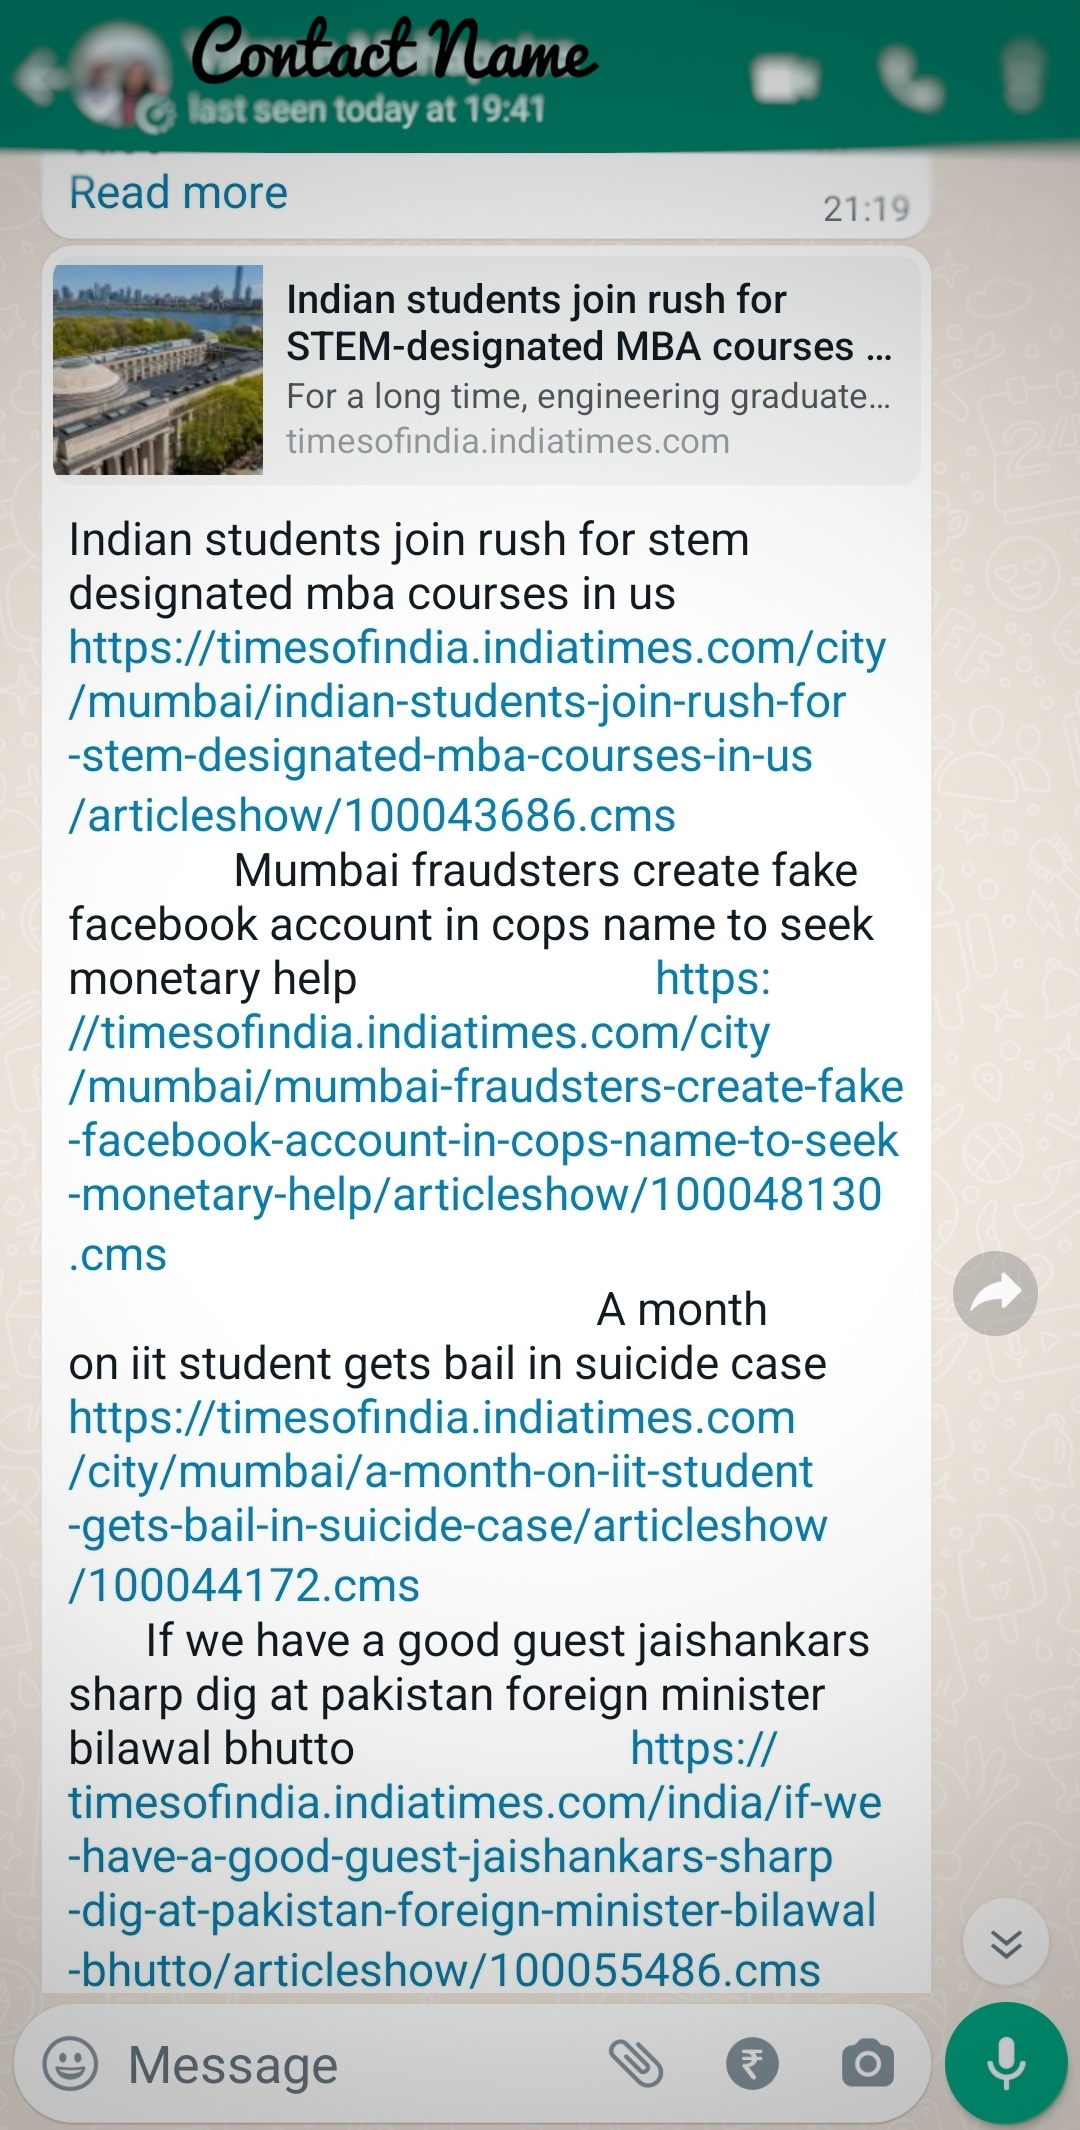 Contact Name
last seen today at 19:41
Read more
21:19
Indian students join rush for
STEM-designated MBA courses ...
For a long time, engineering graduate...
timesofindia.indiatimes.com
Indian students join rush for stem
designated mba courses in us
https://timesofindia.indiatimes.com/city
/mumbai/indian-students-join-rush-for
-stem-designated-mba-courses-in-us
/articleshow/100043686.cms
Mumbai fraudsters create fake
facebook account in cops name to seek
monetary help https:
//timesofindia.indiatimes.com/city
/mumbai/mumbai-fraudsters-create-fake
-facebook-account-in-cops-name-to-seek
-monetary-help/articleshow/100048130
.cms
A month
on iit student gets bail in suicide case
https://timesofindia.indiatimes.com
/city/mumbai/a-month-on-iit-student
-gets-bail-in-suicide-case/articleshow
/100044172.cms
If we have a good guest jaishankars
sharp dig at pakistan foreign minister
bilawal bhutto https://
timesofindia.indiatimes.com/india/if-we
-have-a-good-guest-jaishankars-sharp
-dig-at-pakistan-foreign-minister-bilawal
-bhutto/articleshow/100055486.cms
Message